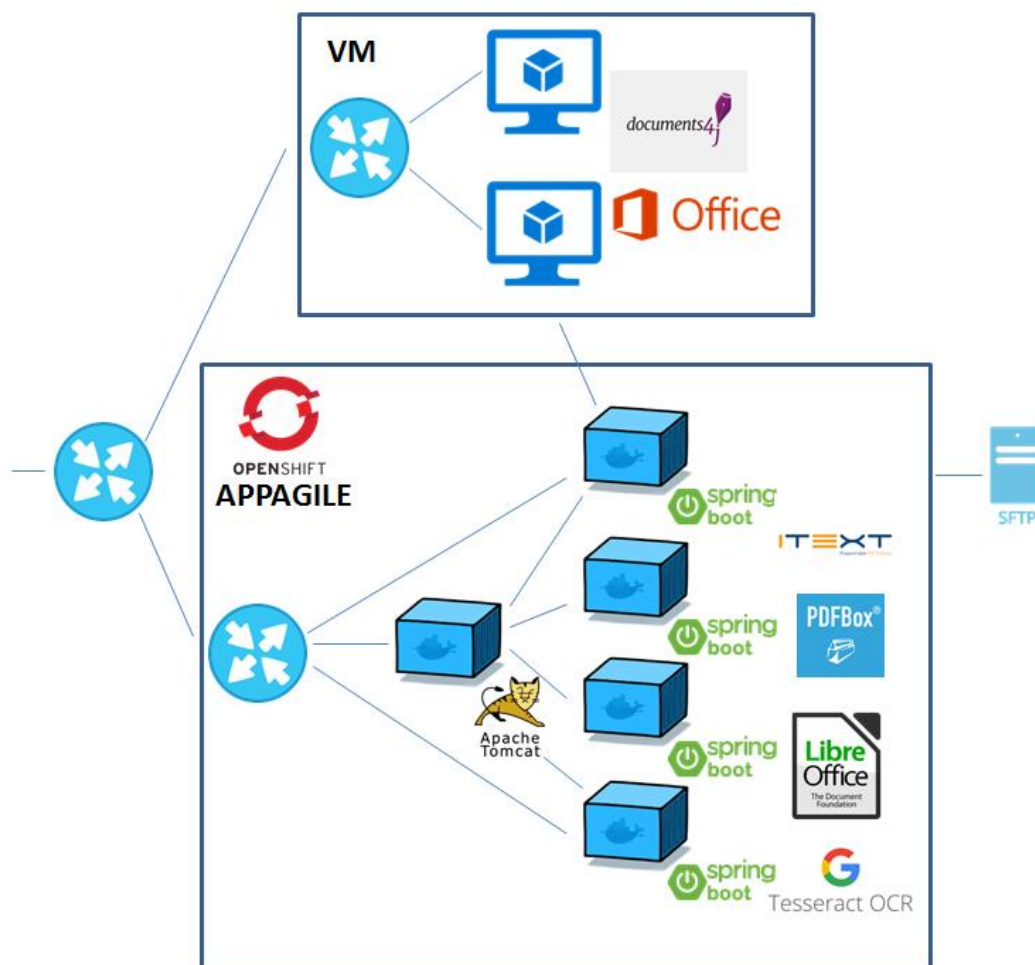 VM
documents4j
Office
OPENSHIFT
APPAGILE
spring
boot
SFTP
iTEXT
spring
boot
PDFBox®
Apache
Tomcat
spring
boot
Libre
Office
The Document
Foundation
spring
boot
G
Tesseract OCR